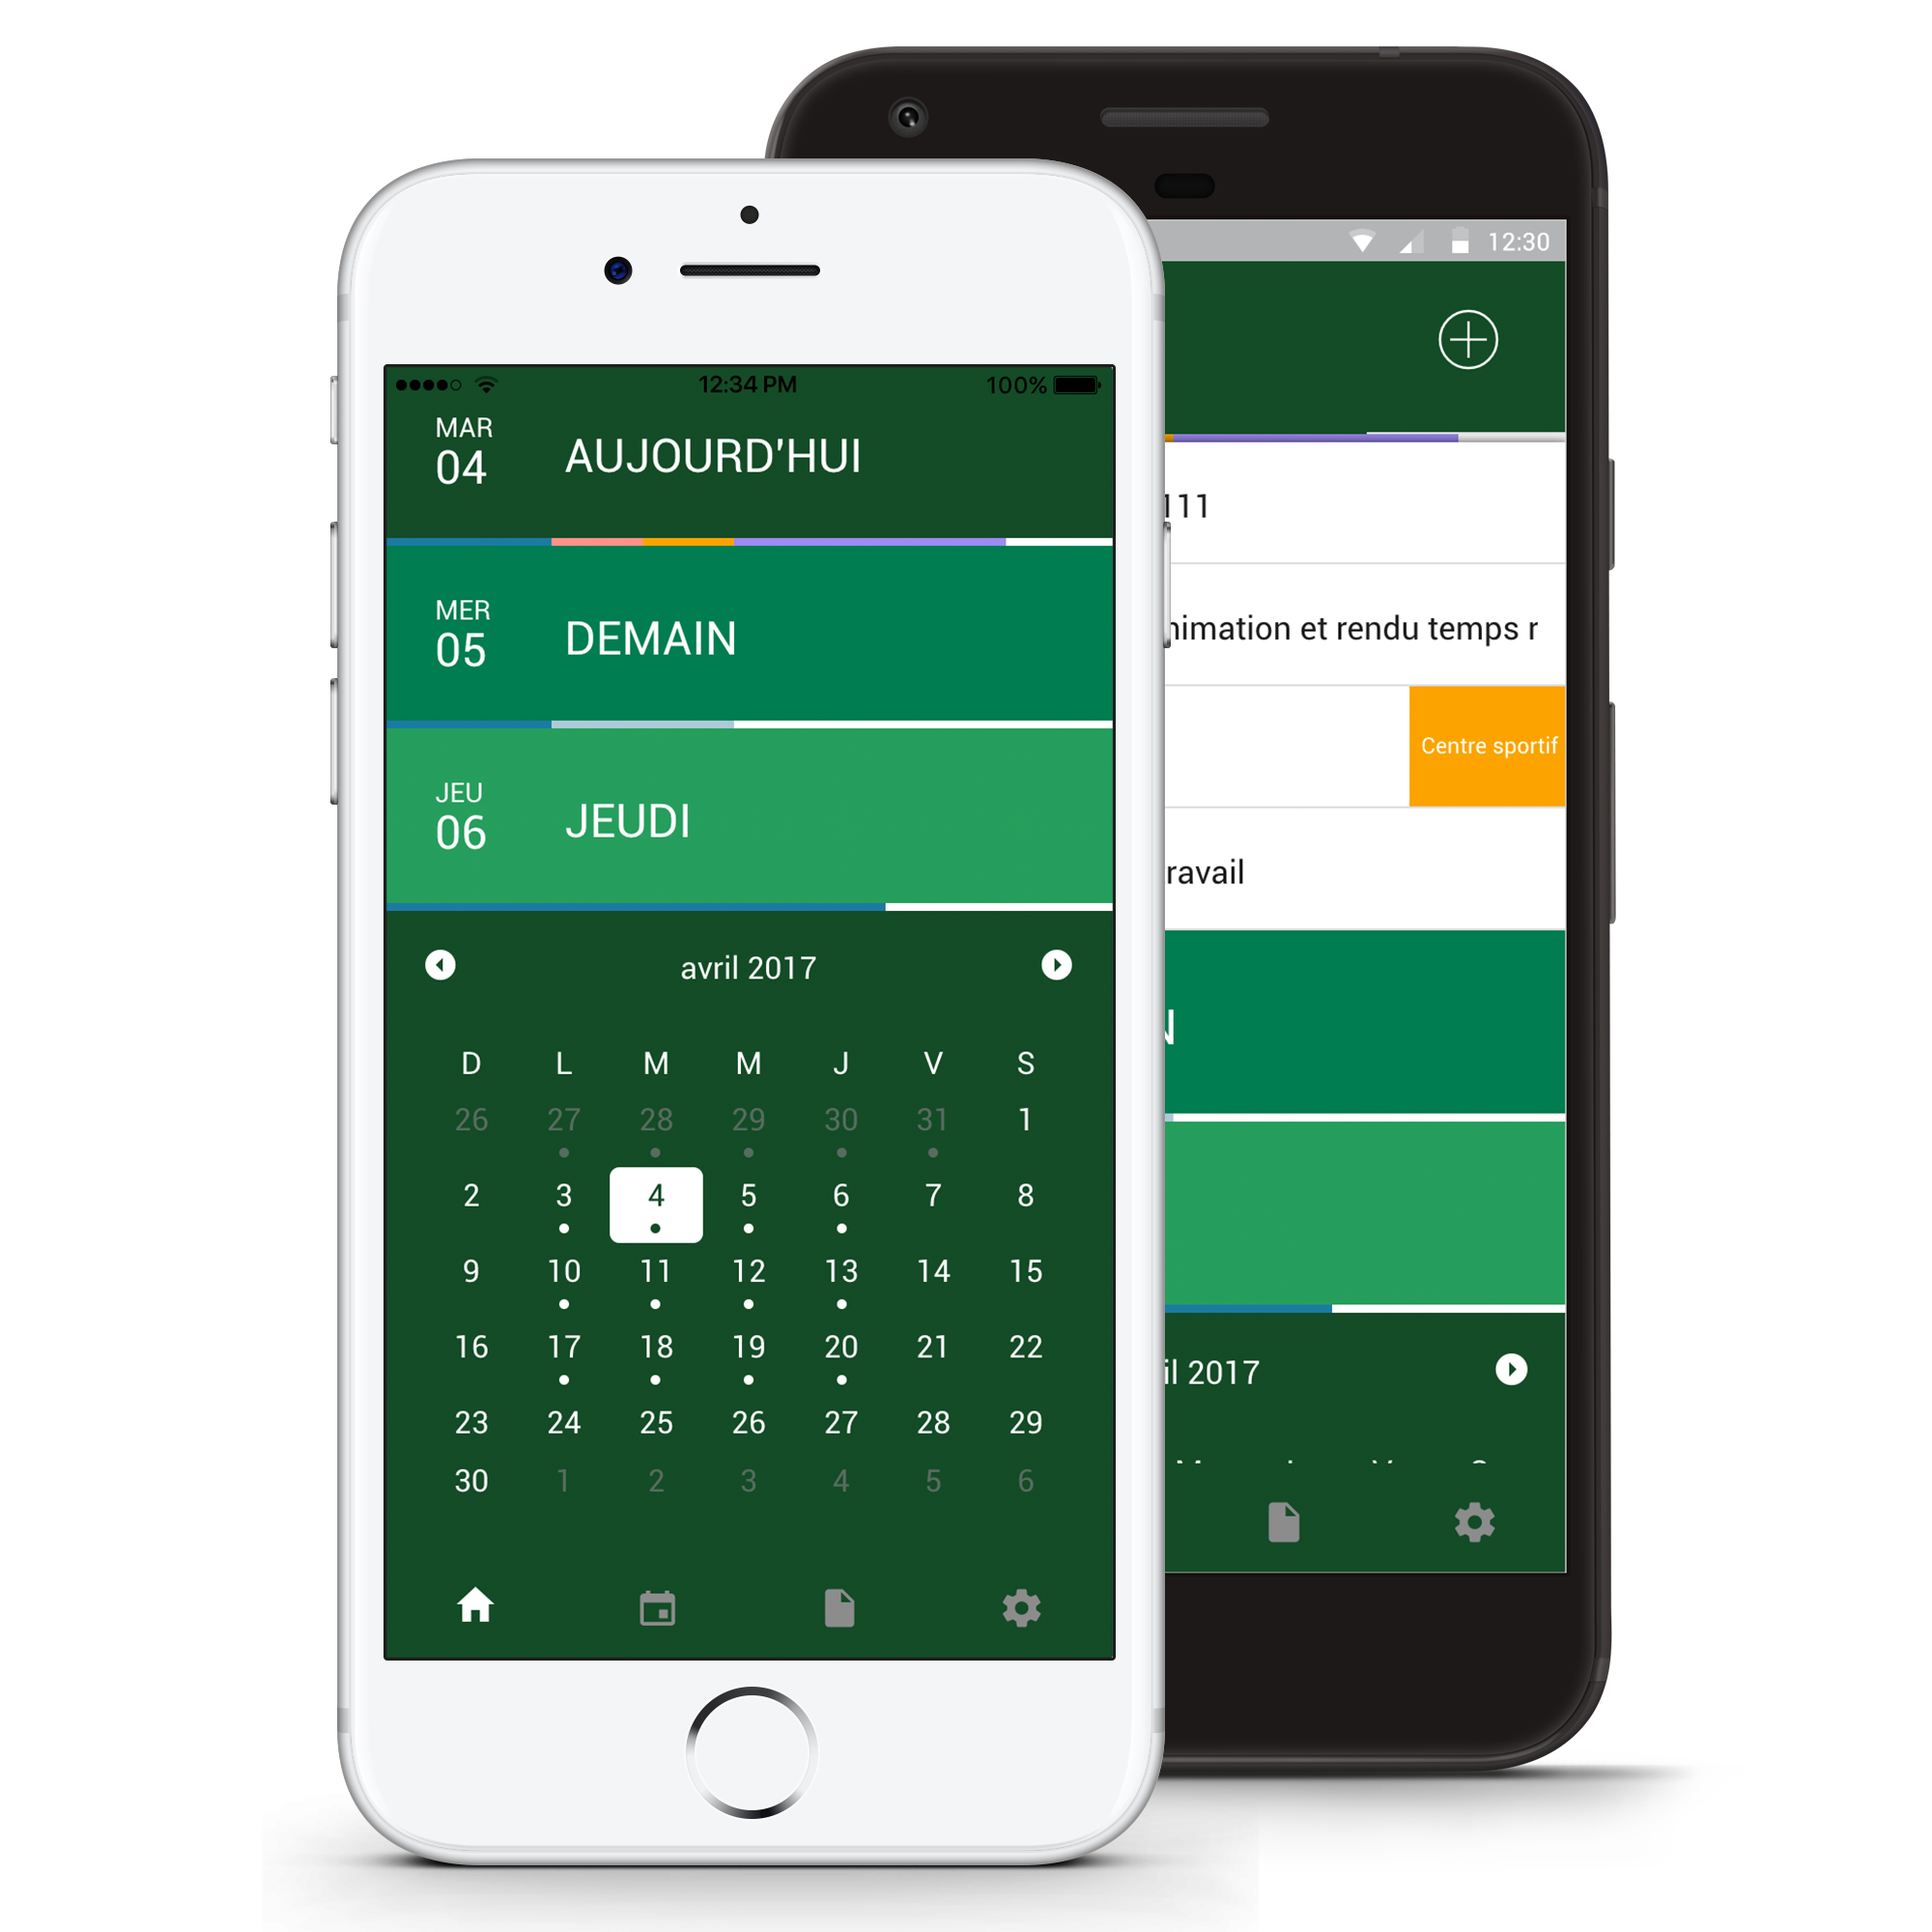 12:34 PM 100%
MAR
04 AUJOURD'HUI
MER
05 DEMAIN
JEU
06 JEUDI
avril 2017
D L M M J V S
26 27 28 29 30 31 1
2 3 4 5 6 7 8
9 10 11 12 13 14 15
16 17 18 19 20 21 22
23 24 25 26 27 28 29
30 1 2 3 4 5 6
12:30
111
nimation et rendu temps r
Centre sportif
ravail
N
il 2017